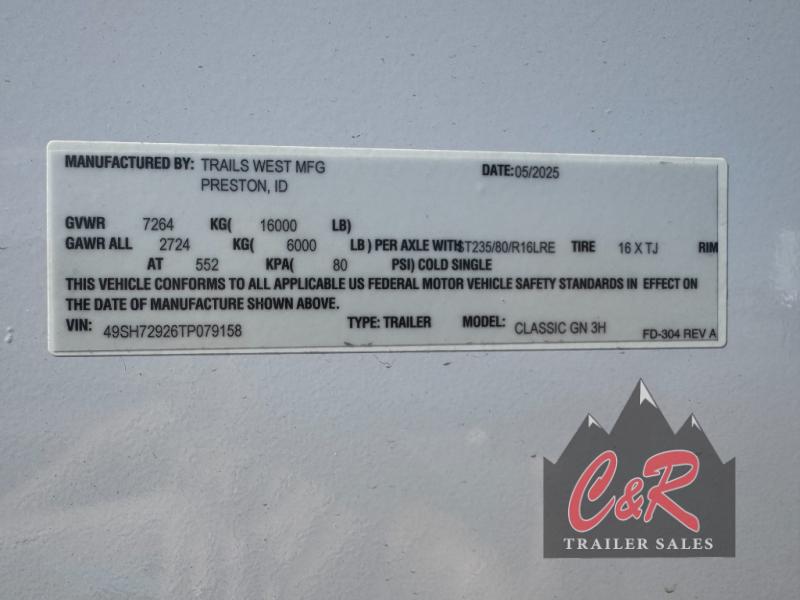 MANUFACTURED BY: TRAILS WEST MFG DATE: 05/2025
PRESTON, ID
GVWR 7264 KG( 16000 LB)
GAWR ALL 2724 KG( 6000 LB) PER AXLE WITH ST235/80/R16LRE TIRE 16 X TJ RIM
AT 552 KPA( 80 PSI) COLD SINGLE
THIS VEHICLE CONFORMS TO ALL APPLICABLE US FEDERAL MOTOR VEHICLE SAFETY STANDARDS IN EFFECT ON
THE DATE OF MANUFACTURE SHOWN ABOVE.
VIN: 49SH72926TP079158 TYPE: TRAILER MODEL: CLASSIC GN 3H
FD-304 REV A
C&R
TRAILER SALES